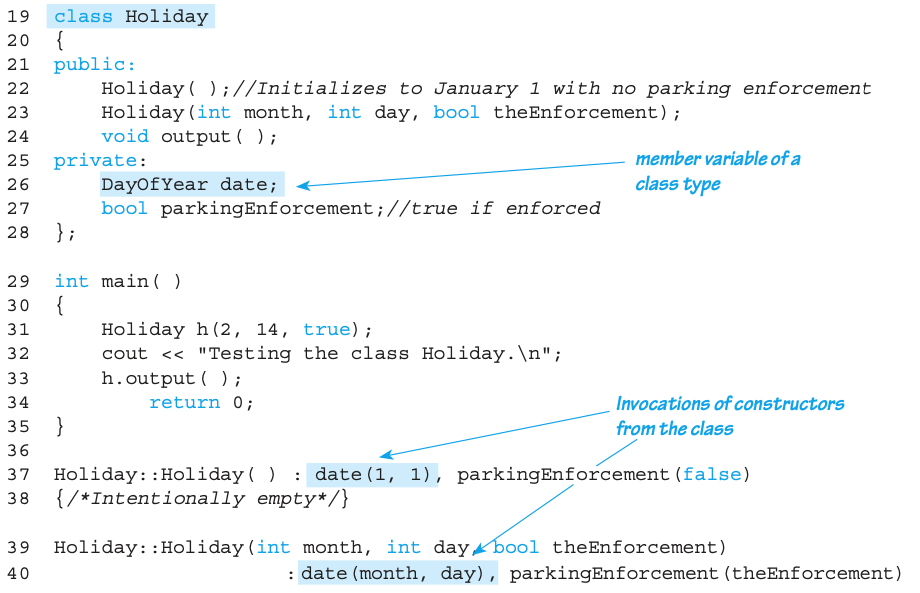 19 class Holiday
20 {
21 public:
22 Holiday( );//Initializes to January 1 with no parking enforcement
23 Holiday(int month, int day, bool theEnforcement);
24 void output( );
25 private:
26 DayOfYear date;
member variable of a
class type
27 bool parkingEnforcement;//true if enforced
28 };
29 int main( )
30 {
31 Holiday h(2, 14, true);
32 cout << "Testing the class Holiday.\n";
33 h.output( );
34 return 0;
35 }
Invocations of constructors
from the class
36
37 Holiday::Holiday( ) : date(1, 1), parkingEnforcement(false)
38 {/*Intentionally empty*/}
39 Holiday::Holiday(int month, int day, bool theEnforcement)
40 : date(month, day), parkingEnforcement(theEnforcement)